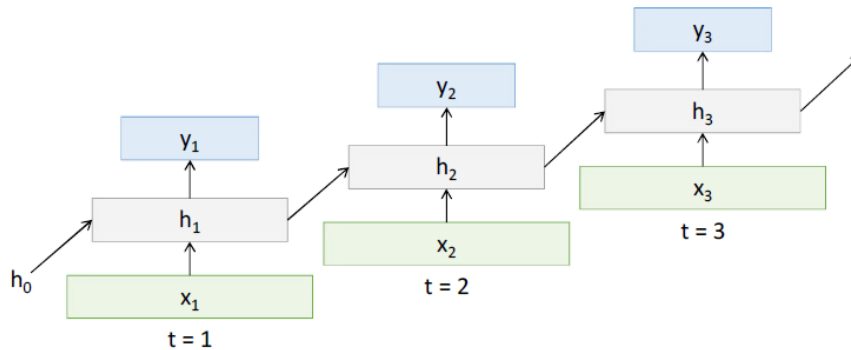 y₁
h₁
x₁
h₀
t = 1
y₂
h₂
x₂
t = 2
y₃
h₃
x₃
t = 3